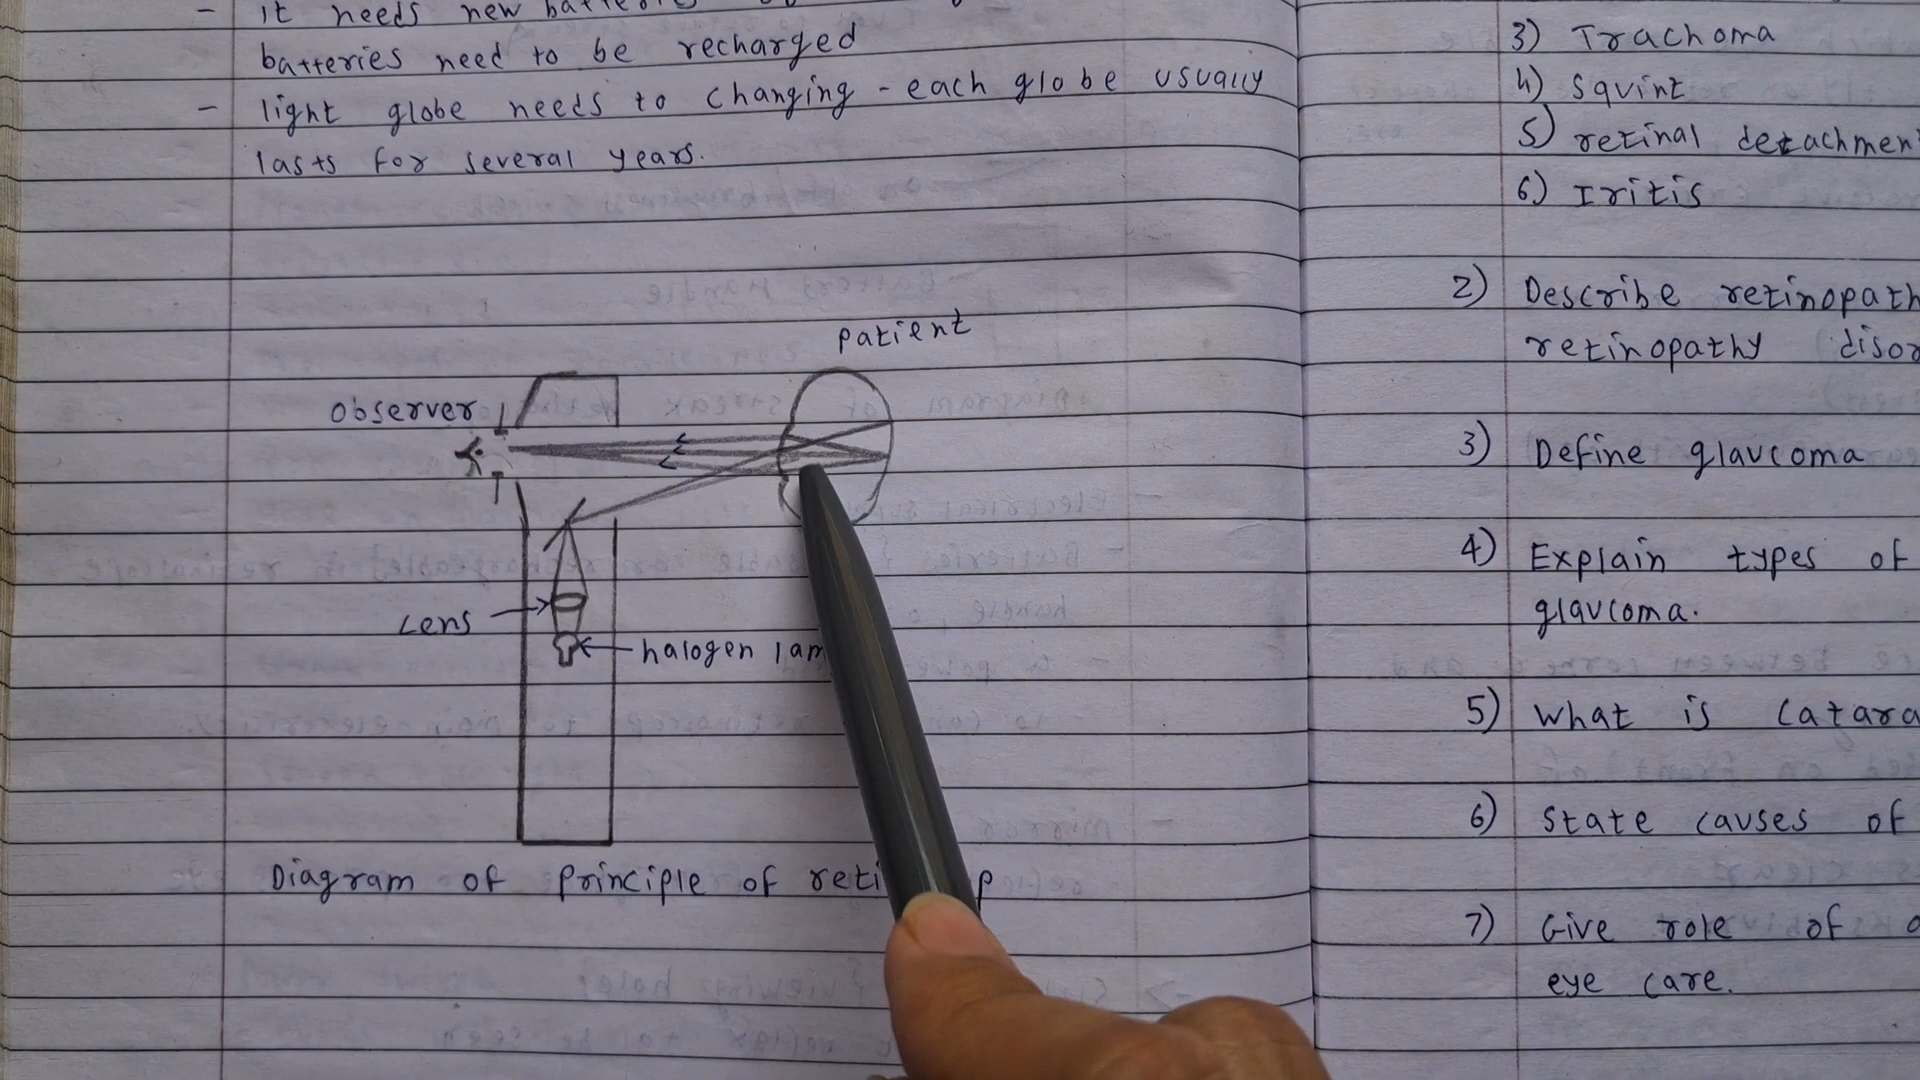 - It needs new
batteries need to be recharged
- light globe needs to changing - each globe usually
lasts for several years.
patient
Observer
Lens
halogen lam
Diagram of principle of reti p
3) Trachoma
4) Squint
5) retinal detachmen
6) Iritis
2) Describe retinopath
retinopathy disor
3) Define glaucoma
4) Explain types of
glaucoma.
5) What is Catara
6) State causes of
7) Give role of
eye care.